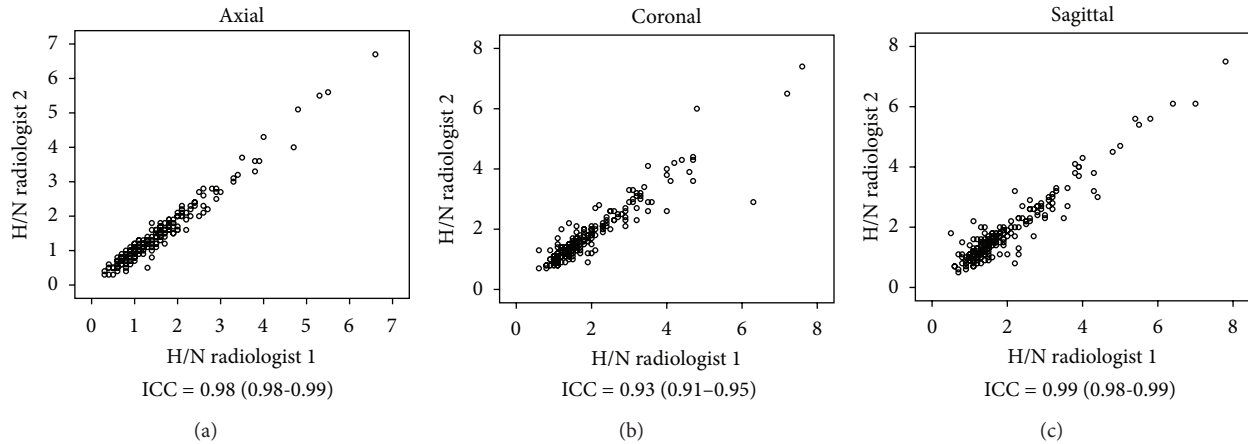 Axial
H/N radiologist 2
7
6
5
4
3
2
1
0
0 1 2 3 4 5 6 7
H/N radiologist 1
ICC = 0.98 (0.98-0.99)
(a)
Coronal
H/N radiologist 2
8
6
4
2
0
0 2 4 6 8
H/N radiologist 1
ICC = 0.93 (0.91–0.95)
(b)
Sagittal
H/N radiologist 2
8
6
4
2
0
0 2 4 6 8
H/N radiologist 1
ICC = 0.99 (0.98-0.99)
(c)